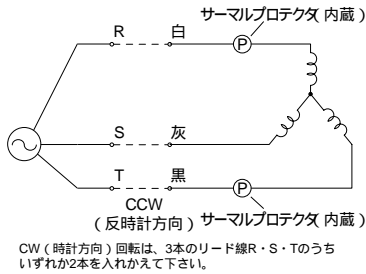 サーマルプロテクタ（内蔵）
R 白
P
S 灰
T 黒
P
CCW
（反時計方向）
サーマルプロテクタ（内蔵）
CW（時計方向）回転は、3本のリード線R・S・Tのうち
いずれか2本を入れかえて下さい。